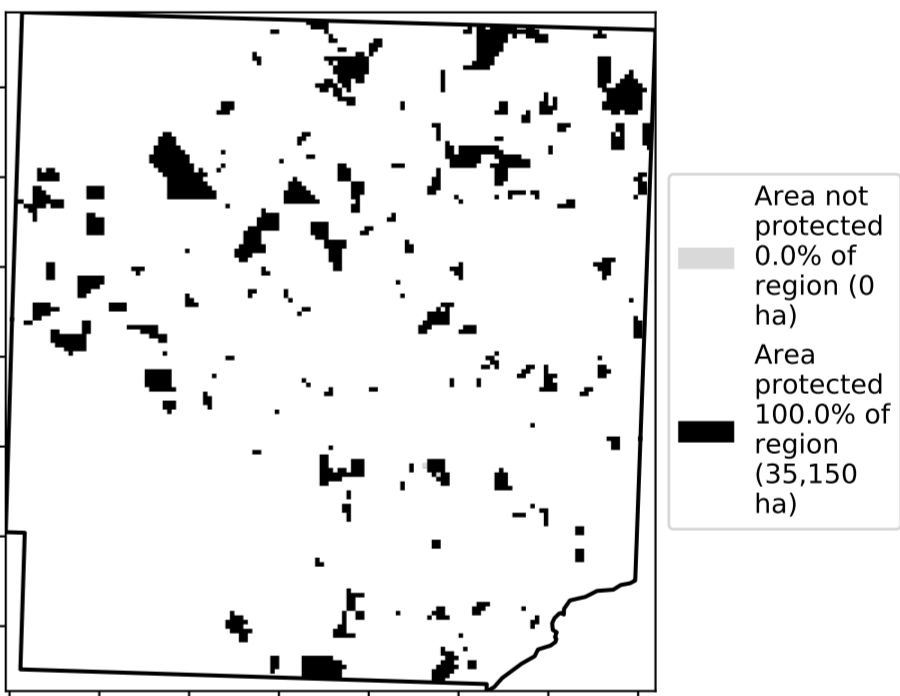 Area not
protected
0.0% of
region (0
ha)
Area
protected
100.0% of
region
(35,150
ha)